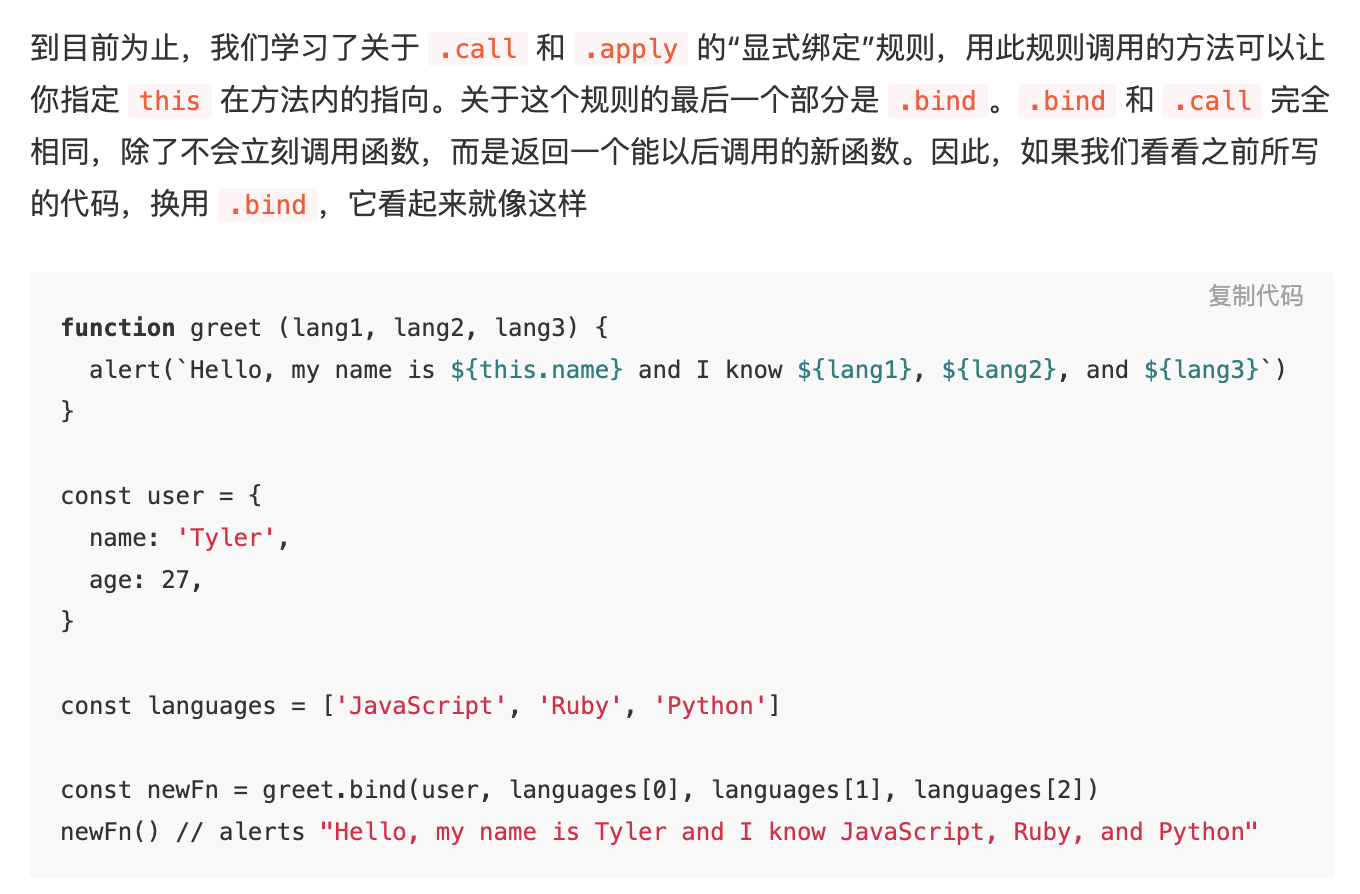 到目前为止，我们学习了关于 .call 和 .apply 的“显式绑定”规则，用此规则调用的方法可以让
你指定 this 在方法内的指向。关于这个规则的最后一个部分是 .bind 。 .bind 和 .call 完全
相同，除了不会立刻调用函数，而是返回一个能以后调用的新函数。因此，如果我们看看之前所写
的代码，换用 .bind ，它看起来就像这样
复制代码
function greet (lang1, lang2, lang3) {
  alert(`Hello, my name is ${this.name} and I know ${lang1}, ${lang2}, and ${lang3}`)
}
const user = {
  name: 'Tyler',
  age: 27,
}
const languages = ['JavaScript', 'Ruby', 'Python']
const newFn = greet.bind(user, languages[0], languages[1], languages[2])
newFn() // alerts "Hello, my name is Tyler and I know JavaScript, Ruby, and Python"